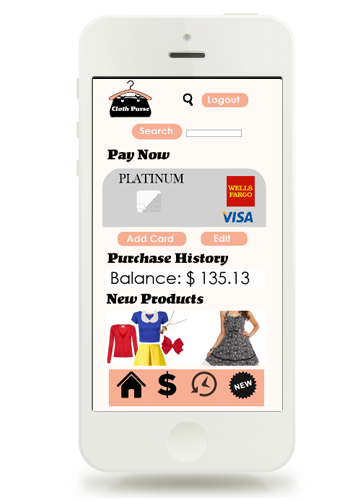 Cloth Purse
Logout
Search
Pay Now
PLATINUM
WELLS
FARGO
VISA
Add Card
Edit
Purchase History
Balance: $ 135.13
New Products
$
NEW